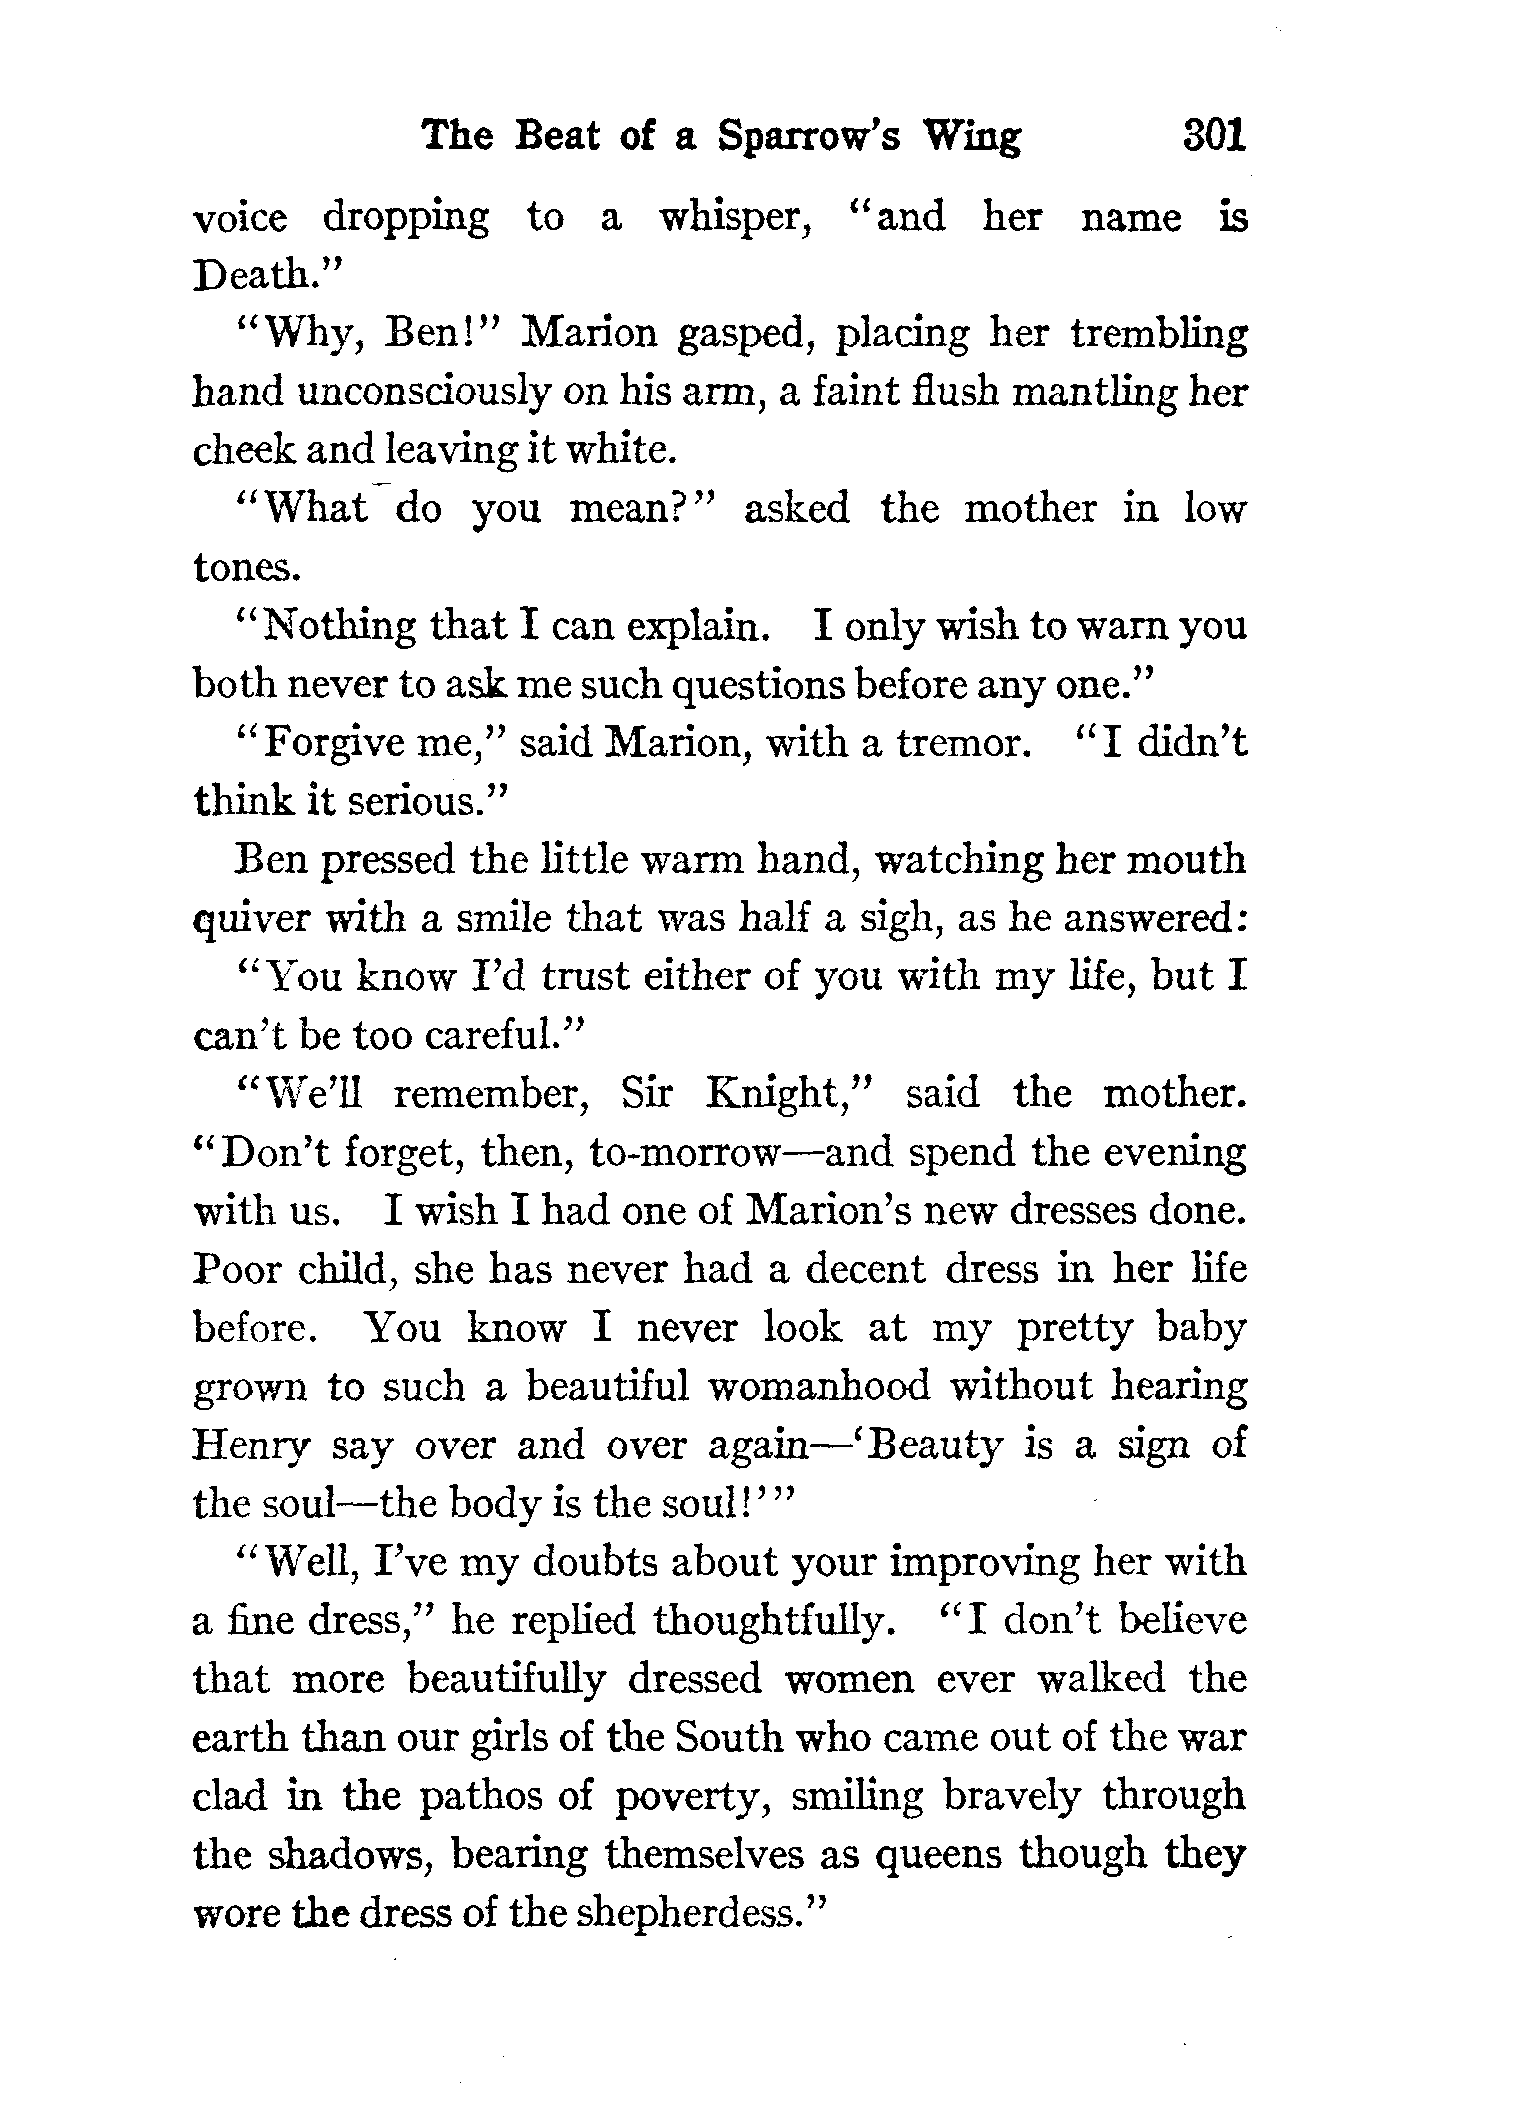 The Beat of a Sparrow's Wing 301
voice dropping to a whisper, "and her name is
Death."
"Why, Ben!" Marion gasped, placing her trembling
hand unconsciously on his arm, a faint flush mantling her
cheek and leaving it white.
"What do you mean?" asked the mother in low
tones.
"Nothing that I can explain. I only wish to warn you
both never to ask me such questions before any one."
"Forgive me," said Marion, with a tremor. "I didn't
think it serious."
Ben pressed the little warm hand, watching her mouth
quiver with a smile that was half a sigh, as he answered:
"You know I'd trust either of you with my life, but I
can't be too careful."
"We'll remember, Sir Knight," said the mother.
"Don't forget, then, to-morrow—and spend the evening
with us. I wish I had one of Marion's new dresses done.
Poor child, she has never had a decent dress in her life
before. You know I never look at my pretty baby
grown to such a beautiful womanhood without hearing
Henry say over and over again—'Beauty is a sign of
the soul—the body is the soul!'"
"Well, I've my doubts about your improving her with
a fine dress," he replied thoughtfully. "I don't believe
that more beautifully dressed women ever walked the
earth than our girls of the South who came out of the war
clad in the pathos of poverty, smiling bravely through
the shadows, bearing themselves as queens though they
wore the dress of the shepherdess."